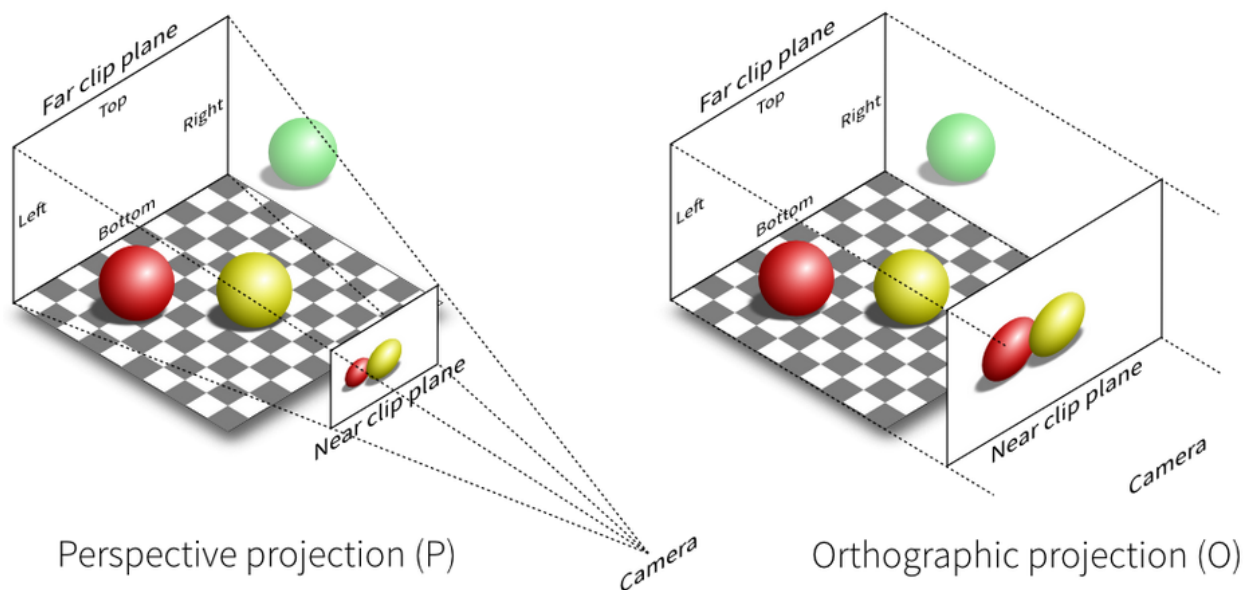 Far clip plane
Top
Right
Left
Bottom
Near clip plane
Camera
Perspective projection (P)
Far clip plane
Top
Right
Left
Bottom
Near clip plane
Camera
Orthographic projection (O)